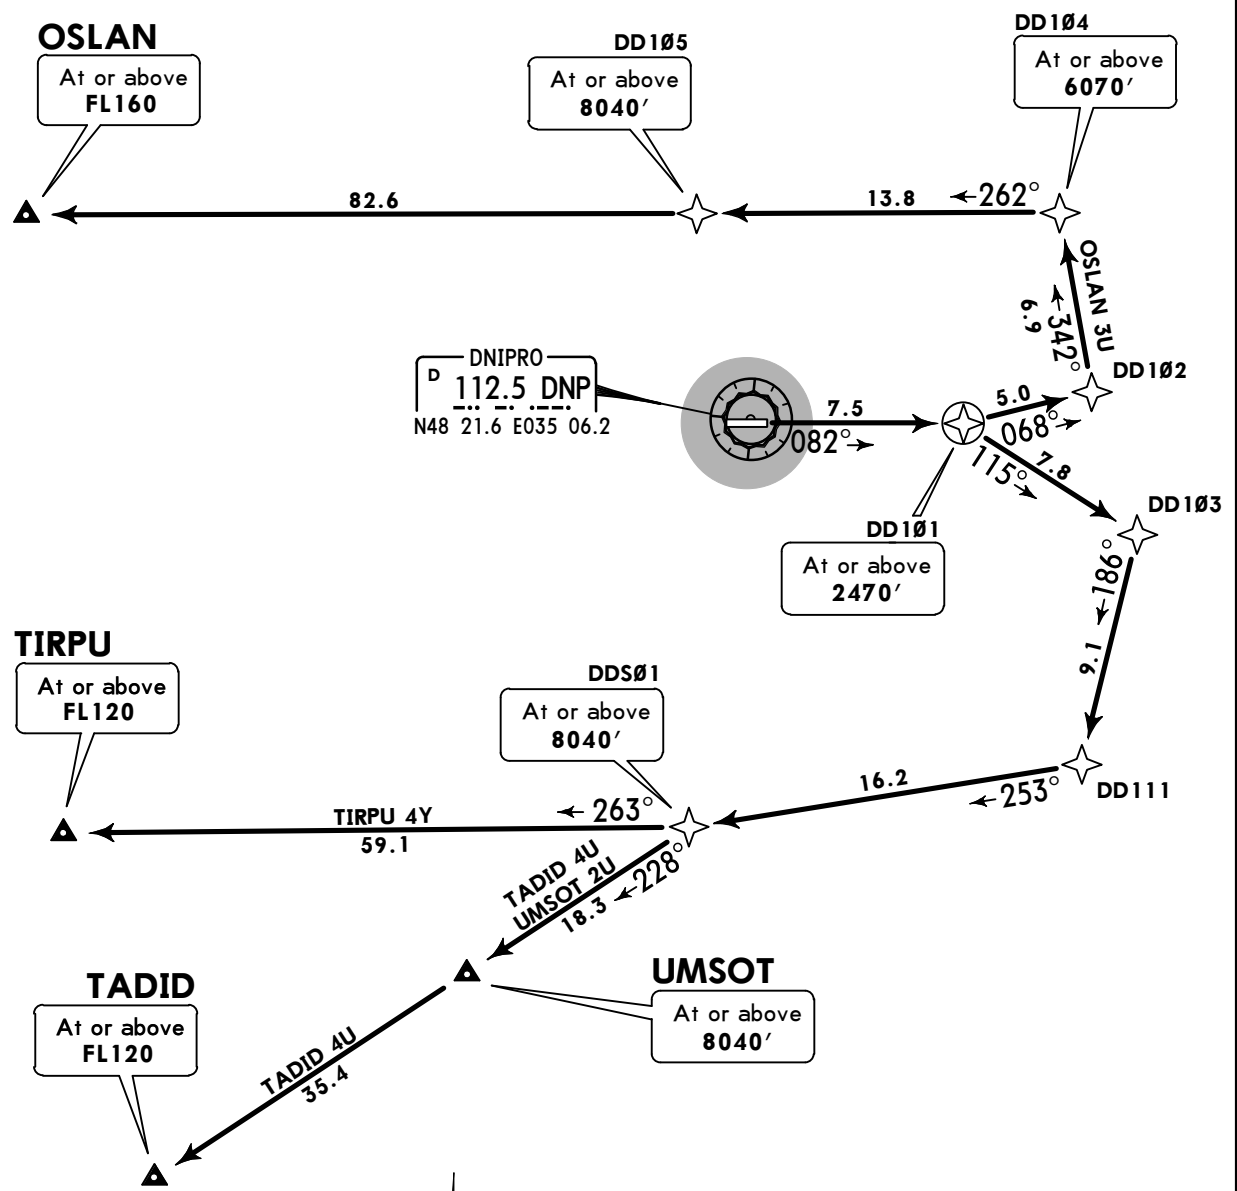 OSLAN
At or above
FL160
DD1Ø5
At or above
8040′
DD1Ø4
At or above
6070′
82.6
13.8
262°
OSLAN 3U
342°
6.9
DNIPRO
D 112.5 DNP
N48 21.6 E035 06.2
7.5
082°
5.0
068°
DD1Ø2
115°
7.8
DD1Ø3
DD1Ø1
At or above
2470′
186°
9.1
TIRPU
At or above
FL120
DDSØ1
At or above
8040′
16.2
253°
DD111
263°
TIRPU 4Y
59.1
TADID 4U
UMSOT 2U
228°
18.3
UMSOT
At or above
8040′
TADID
At or above
FL120
TADID 4U
35.4